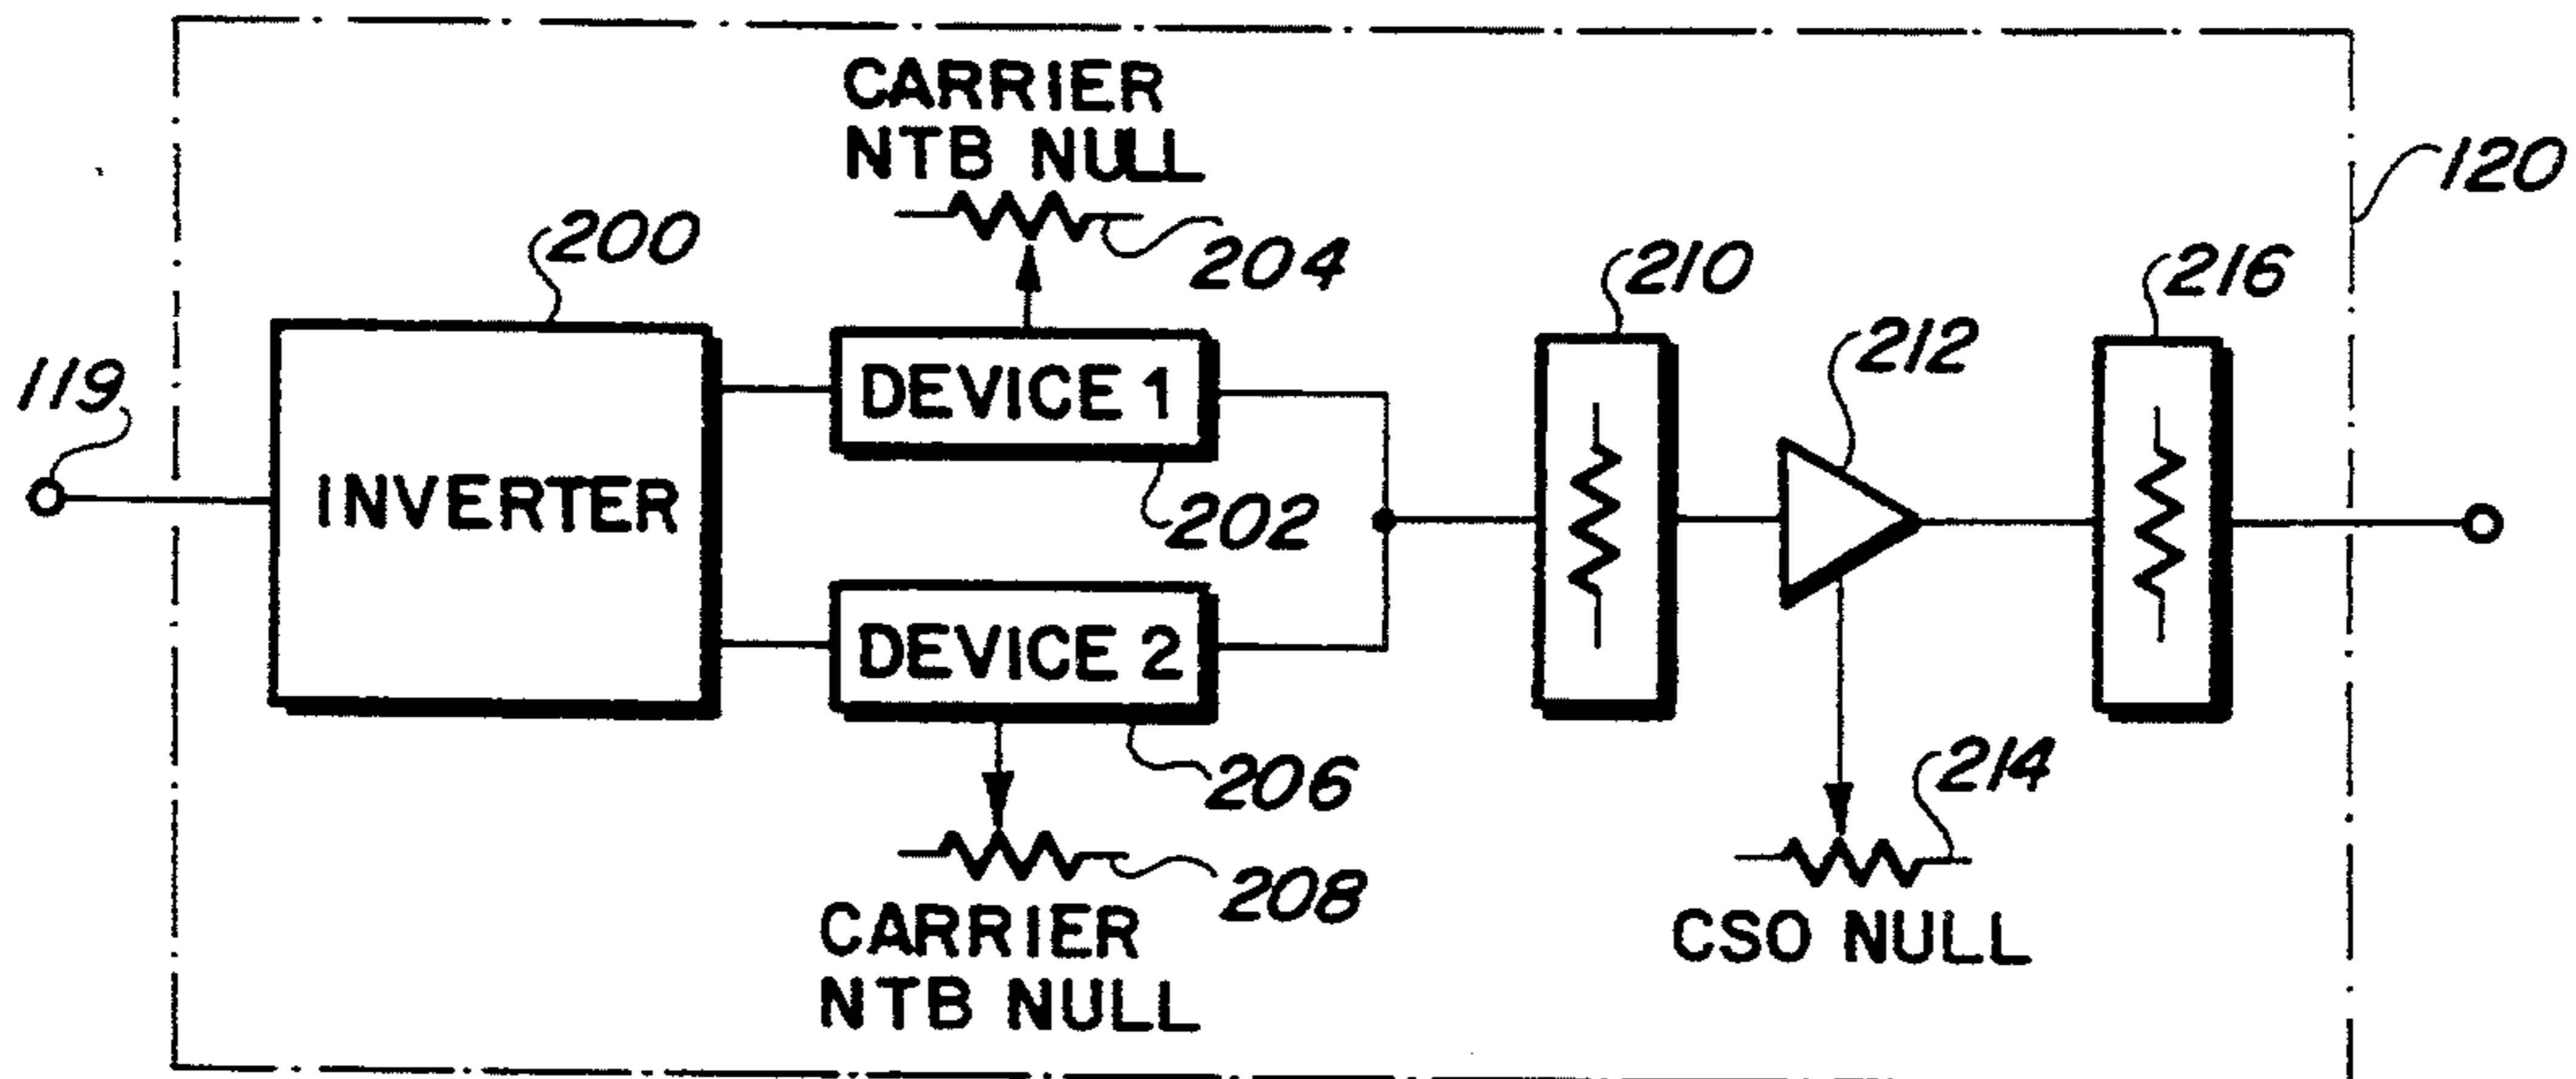 CARRIER
NTB NULL
120
200
204
210
216
119
212
DEVICE 1
INVERTER
202
DEVICE 2
206
214
208
CARRIER
NTB NULL
CSO NULL